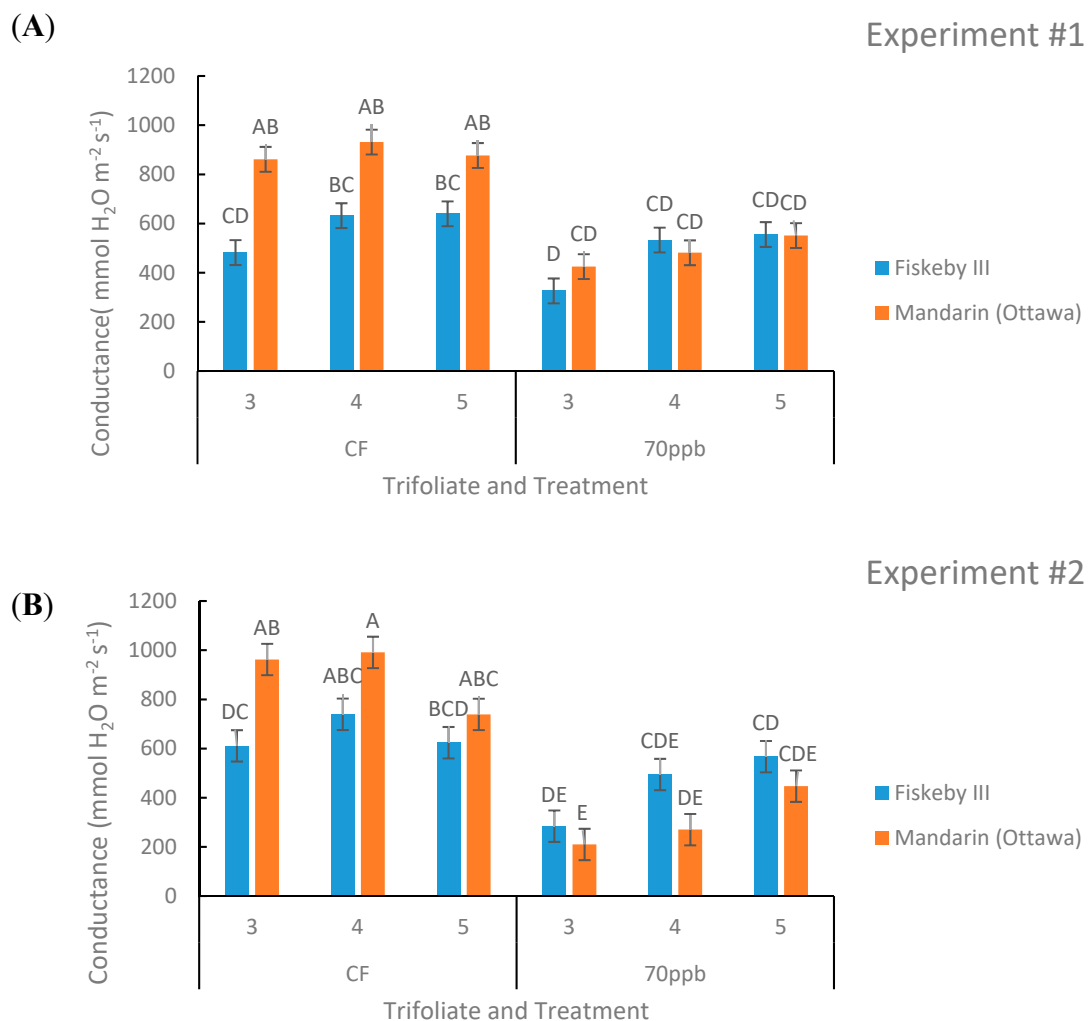 (A)
Experiment #1
Conductance( mmol H₂O m⁻² s⁻¹)
1200
1000
800
600
400
200
0
CD AB BC AB BC AB D CD CD CD CD CD
3 4 5 3 4 5
CF 70ppb
Trifoliate and Treatment
Fiskeby III
Mandarin (Ottawa)
(B)
Experiment #2
Conductance (mmol H₂O m⁻² s⁻¹)
1200
1000
800
600
400
200
0
DC AB ABC A BCD ABC DE E CDE DE CD CDE
3 4 5 3 4 5
CF 70ppb
Trifoliate and Treatment
Fiskeby III
Mandarin (Ottawa)